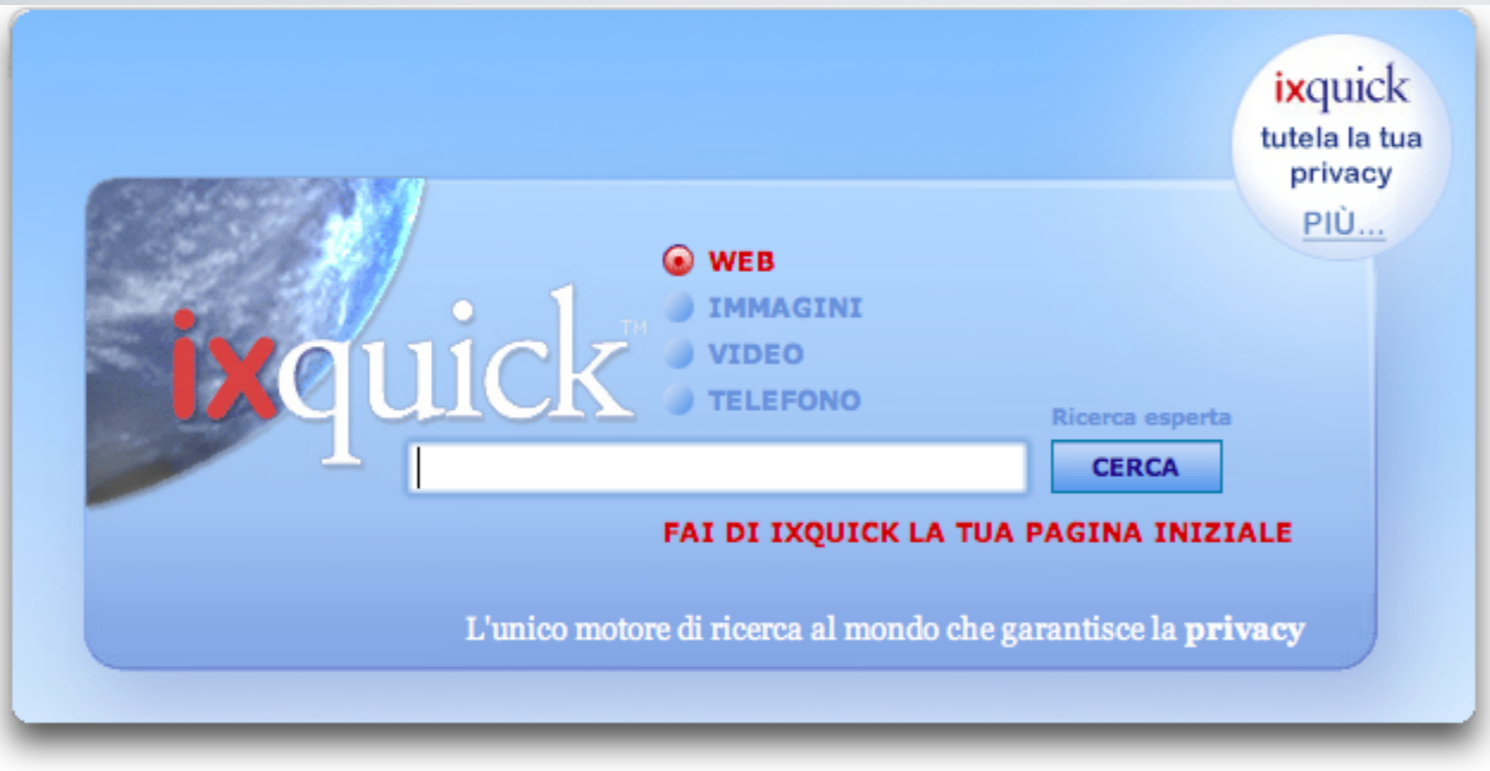 ixquick
tutela la tua
privacy
PIÙ...
WEB
IMMAGINI
VIDEO
TELEFONO
ixquick™
Ricerca esperta
CERCA
FAI DI IXQUICK LA TUA PAGINA INIZIALE
L'unico motore di ricerca al mondo che garantisce la privacy